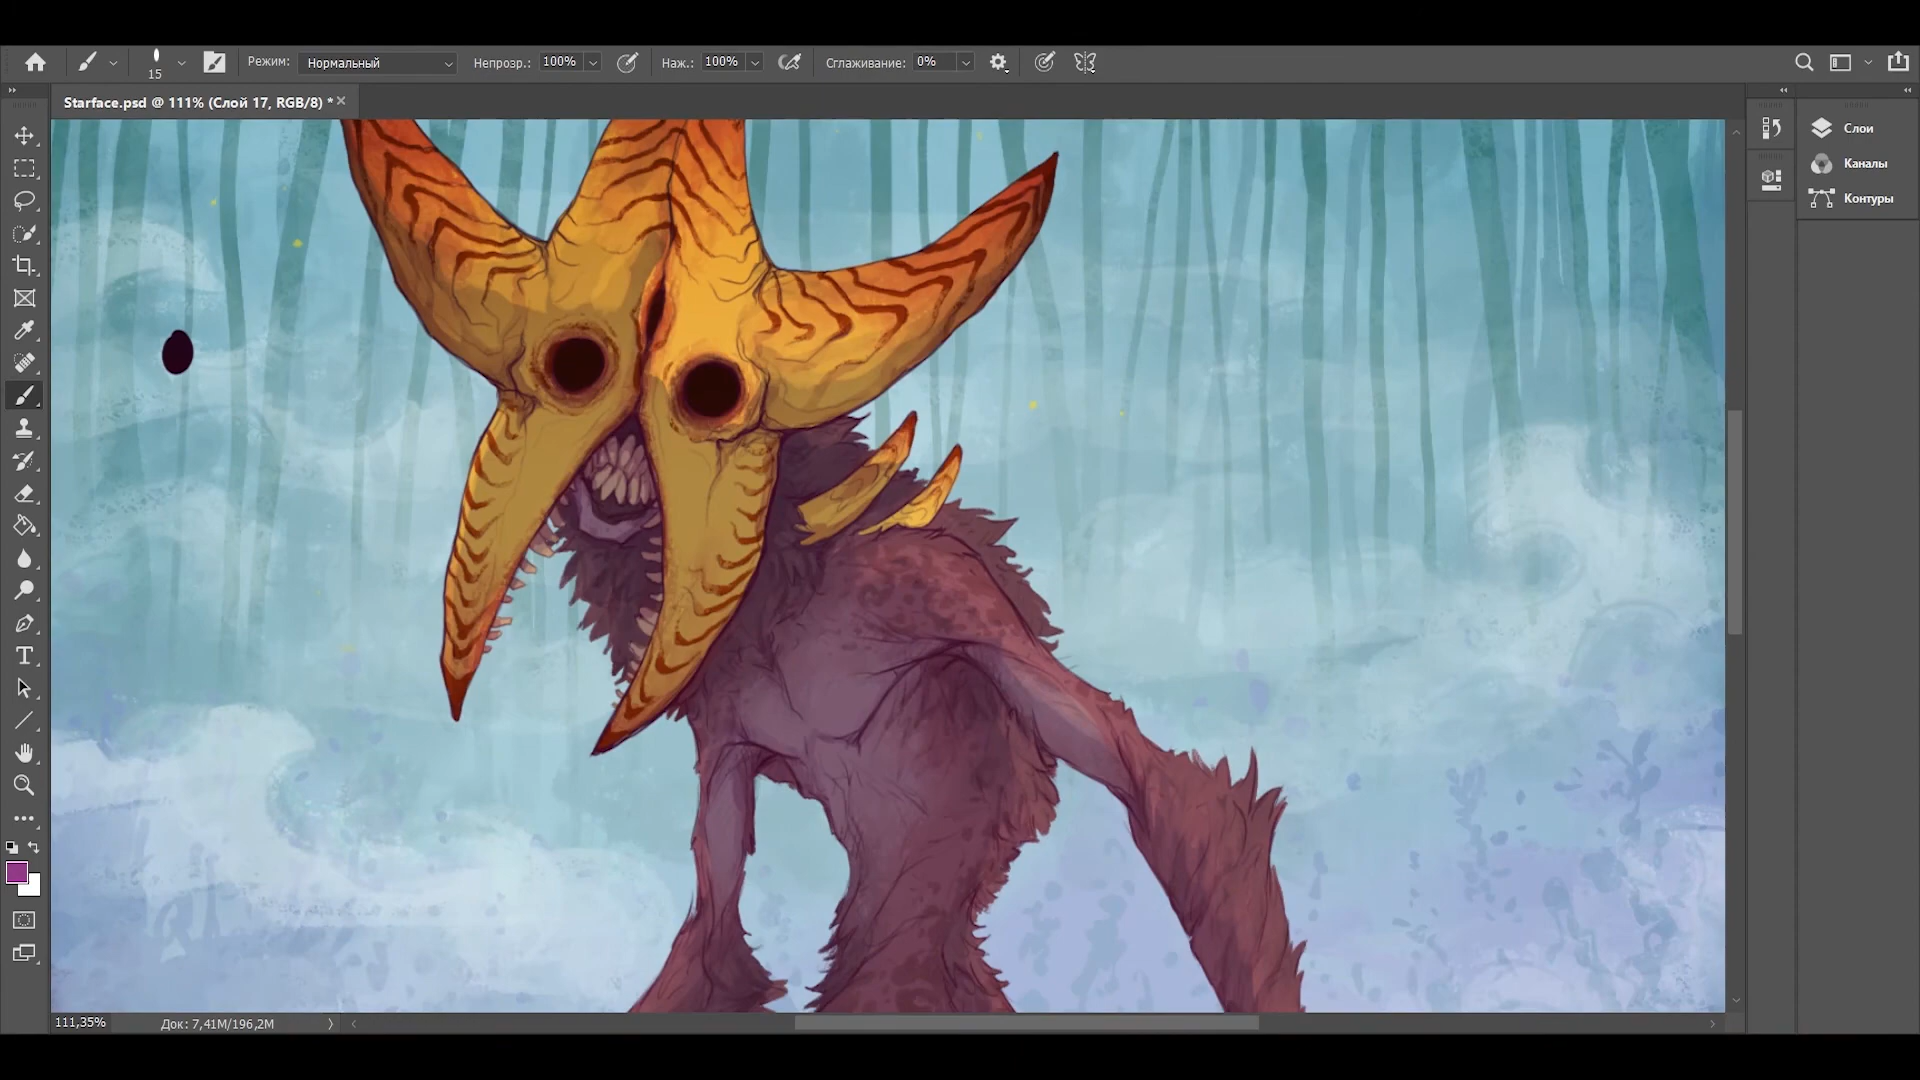 15
Режим: Нормальный Непрозр.: 100% Наж.: 100% Сглаживание: 0%
Starface.psd @ 111% (Слой 17, RGB/8) *
Слои
Каналы
Контуры
111,35% Док: 7,41M/196,2M